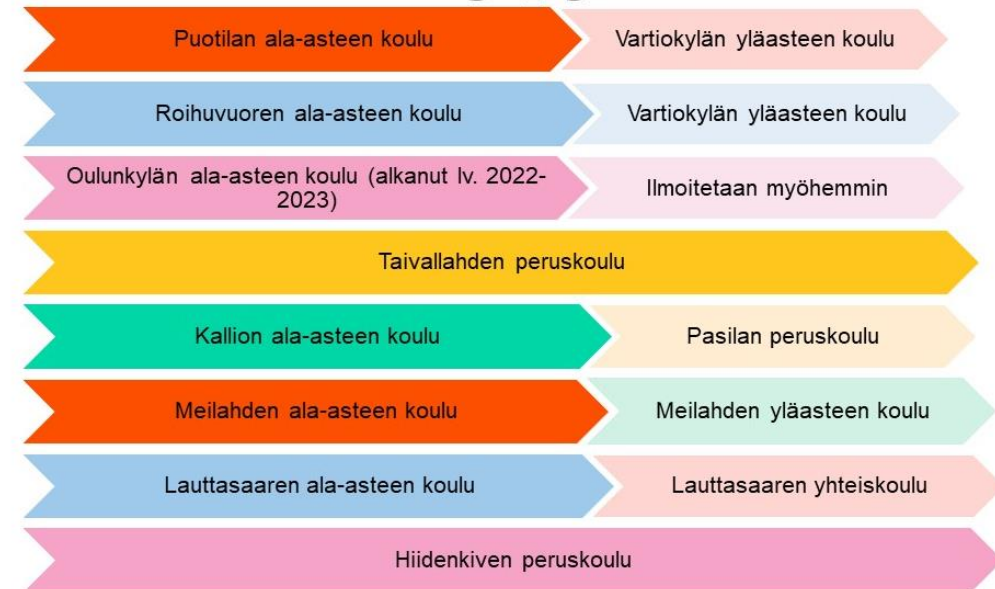 Puotilan ala-asteen koulu
Vartiokylän yläasteen koulu
Roihuvuoren ala-asteen koulu
Vartiokylän yläasteen koulu
Oulunkylän ala-asteen koulu (alkanut lv. 2022-
2023)
Ilmoitetaan myöhemmin
Taivallahden peruskoulu
Kallion ala-asteen koulu
Pasilan peruskoulu
Meilahden ala-asteen koulu
Meilahden yläasteen koulu
Lauttasaaren ala-asteen koulu
Lauttasaaren yhteiskoulu
Hiidenkiven peruskoulu